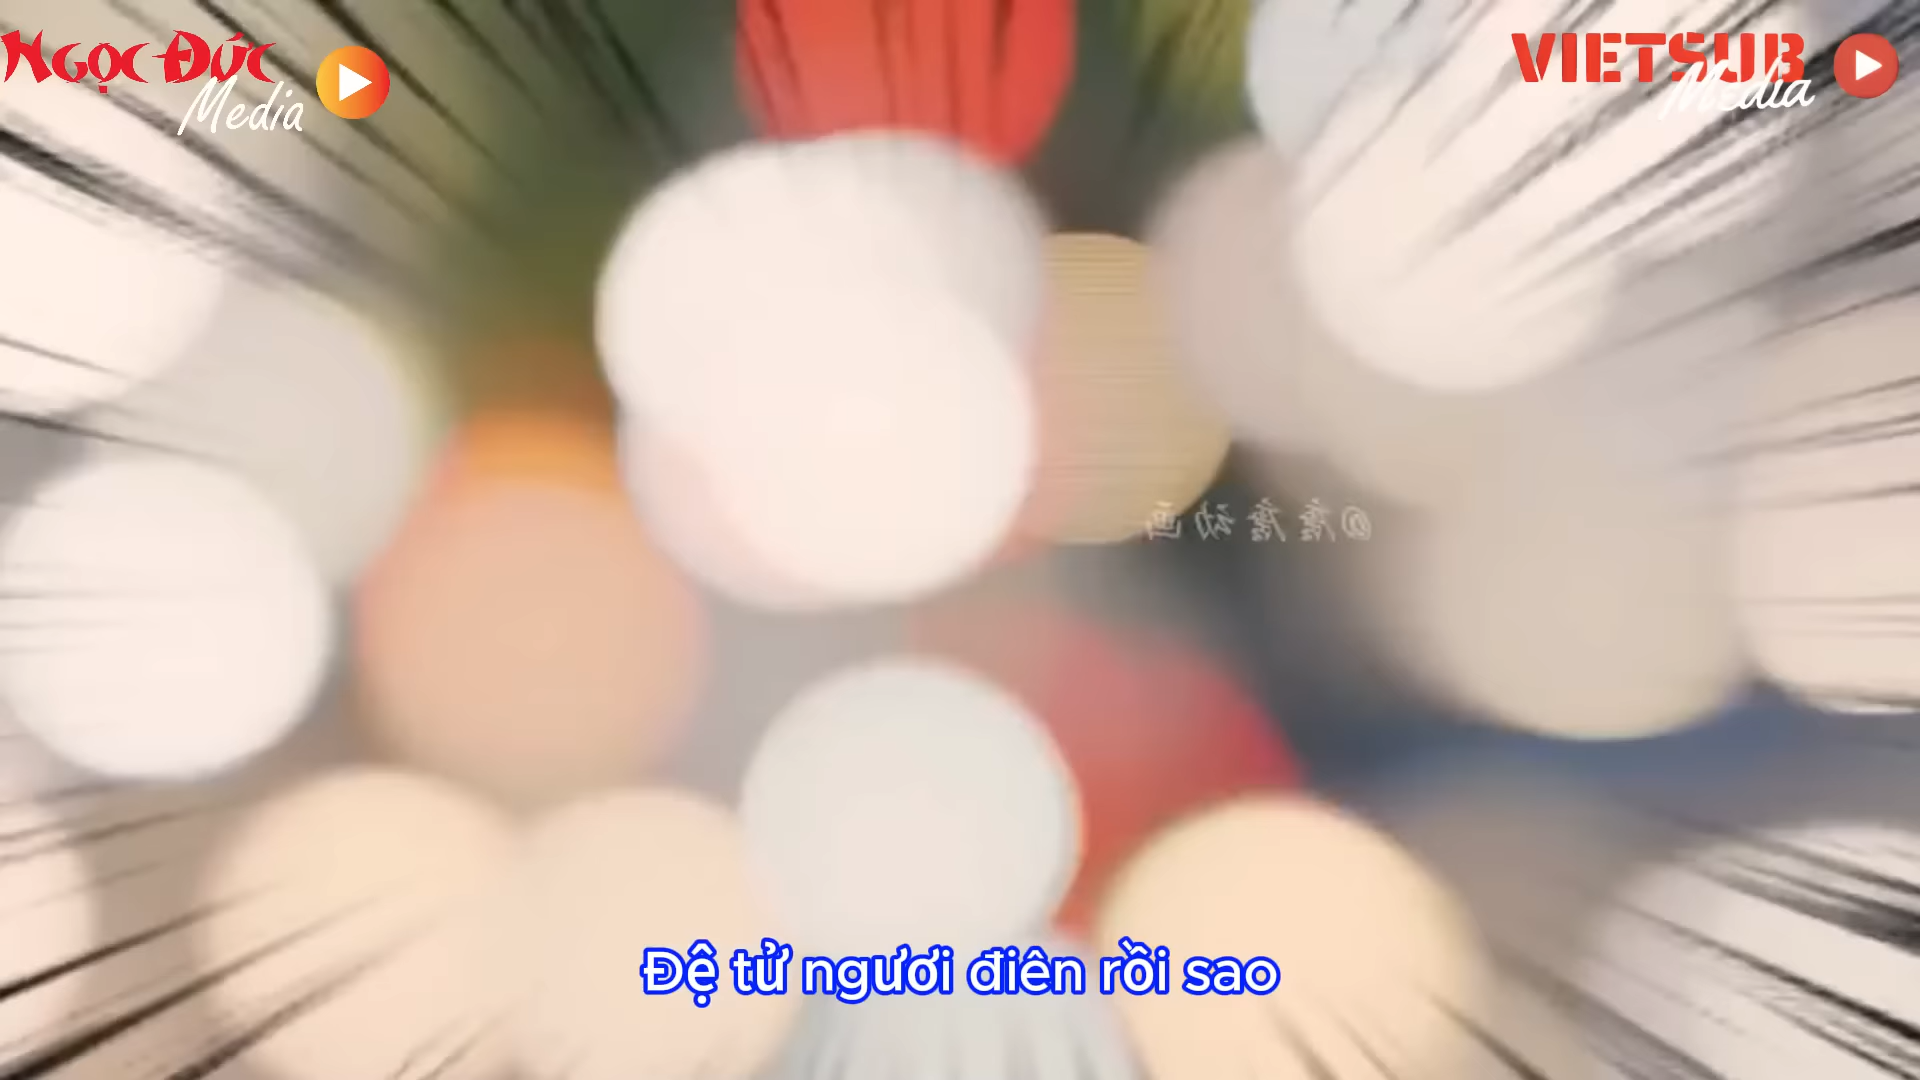 NGỌC ĐỨC
Media
VIETSUB
Media
Đệ tử ngươi điên rồi sao